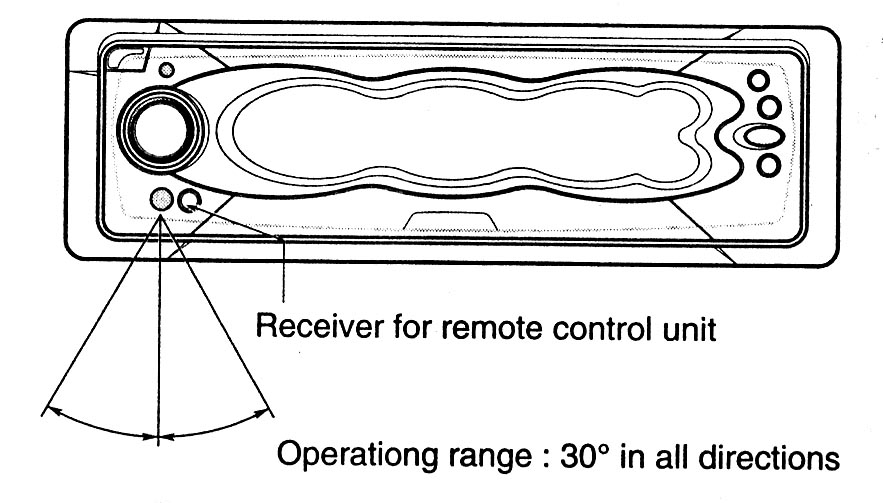 Receiver for remote control unit
Operationg range : 30° in all directions